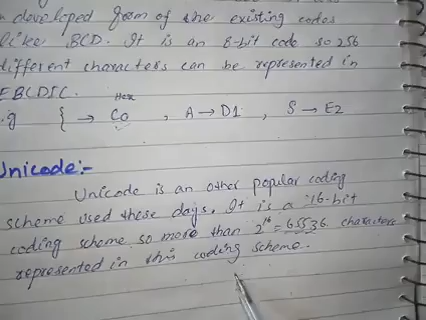 developed form of the existing codes
like BCD. It is an 8-bit code so 256
different characters can be represented in
EBCDIC.
Hex
.g { → C0 , A → D1 , S → E2
Unicode:-
Unicode is an other popular coding
scheme used these days. It is a 16-bit
coding scheme so more than 2^16 = 65536 characters
represented in this coding scheme.